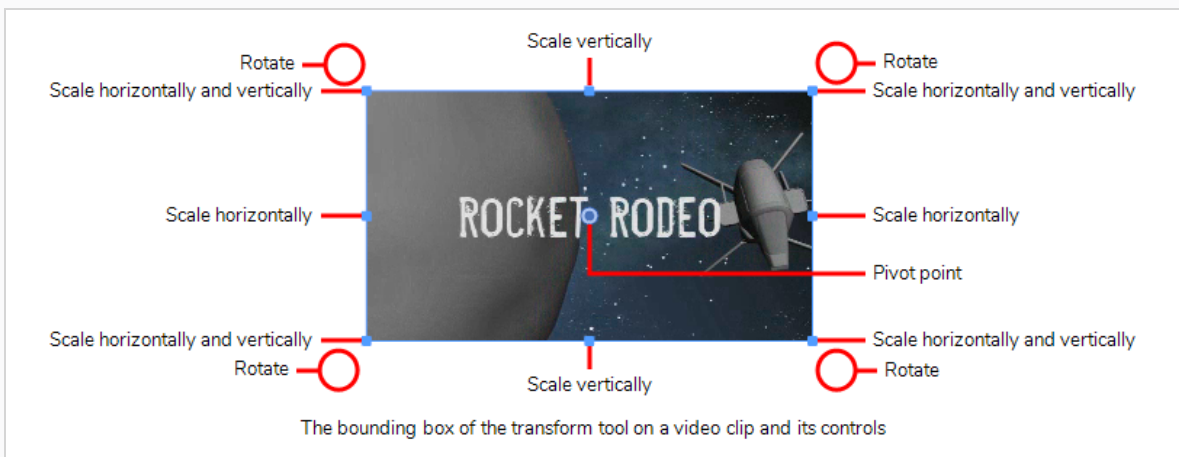 Scale vertically
Rotate
Rotate
Scale horizontally and vertically
Scale horizontally and vertically
ROCKET RODEO
Scale horizontally
Scale horizontally
Pivot point
Scale horizontally and vertically
Scale horizontally and vertically
Rotate
Rotate
Scale vertically
The bounding box of the transform tool on a video clip and its controls